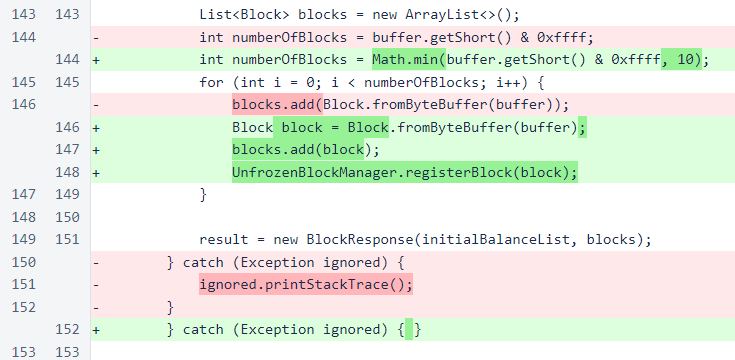 143 143 List<Block> blocks = new ArrayList<>();
144 - int numberOfBlocks = buffer.getShort() & 0xffff;
144 + int numberOfBlocks = Math.min(buffer.getShort() & 0xffff, 10);
145 145 for (int i = 0; i < numberOfBlocks; i++) {
146 - blocks.add(Block.fromByteBuffer(buffer));
146 + Block block = Block.fromByteBuffer(buffer);
147 + blocks.add(block);
148 + UnfrozenBlockManager.registerBlock(block);
147 149 }
148 150
149 151 result = new BlockResponse(initialBalanceList, blocks);
150 - } catch (Exception ignored) {
151 - ignored.printStackTrace();
152 - }
152 + } catch (Exception ignored) { }
153 153